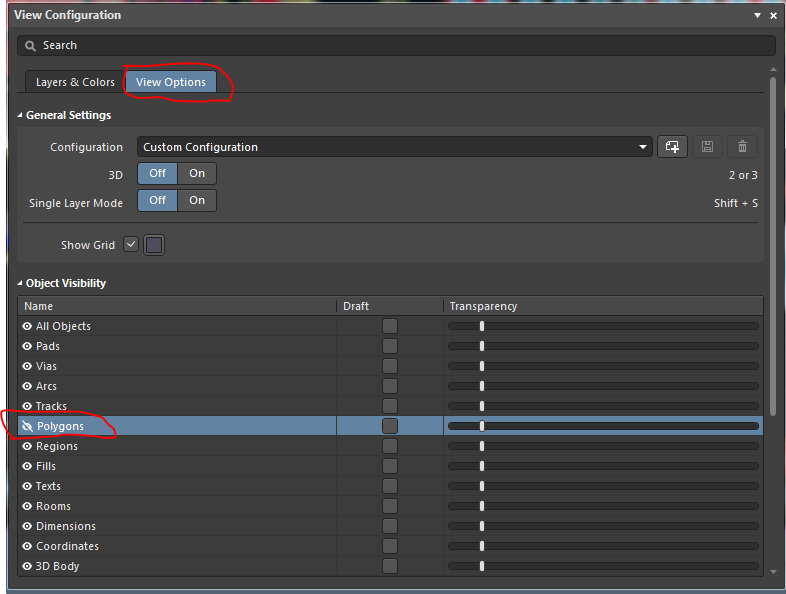 View Configuration
Search
Layers & Colors View Options
General Settings
Configuration Custom Configuration
3D Off On 2 or 3
Single Layer Mode Off On Shift + S
Show Grid
Object Visibility
Name Draft Transparency
All Objects
Pads
Vias
Arcs
Tracks
Polygons
Regions
Fills
Texts
Rooms
Dimensions
Coordinates
3D Body